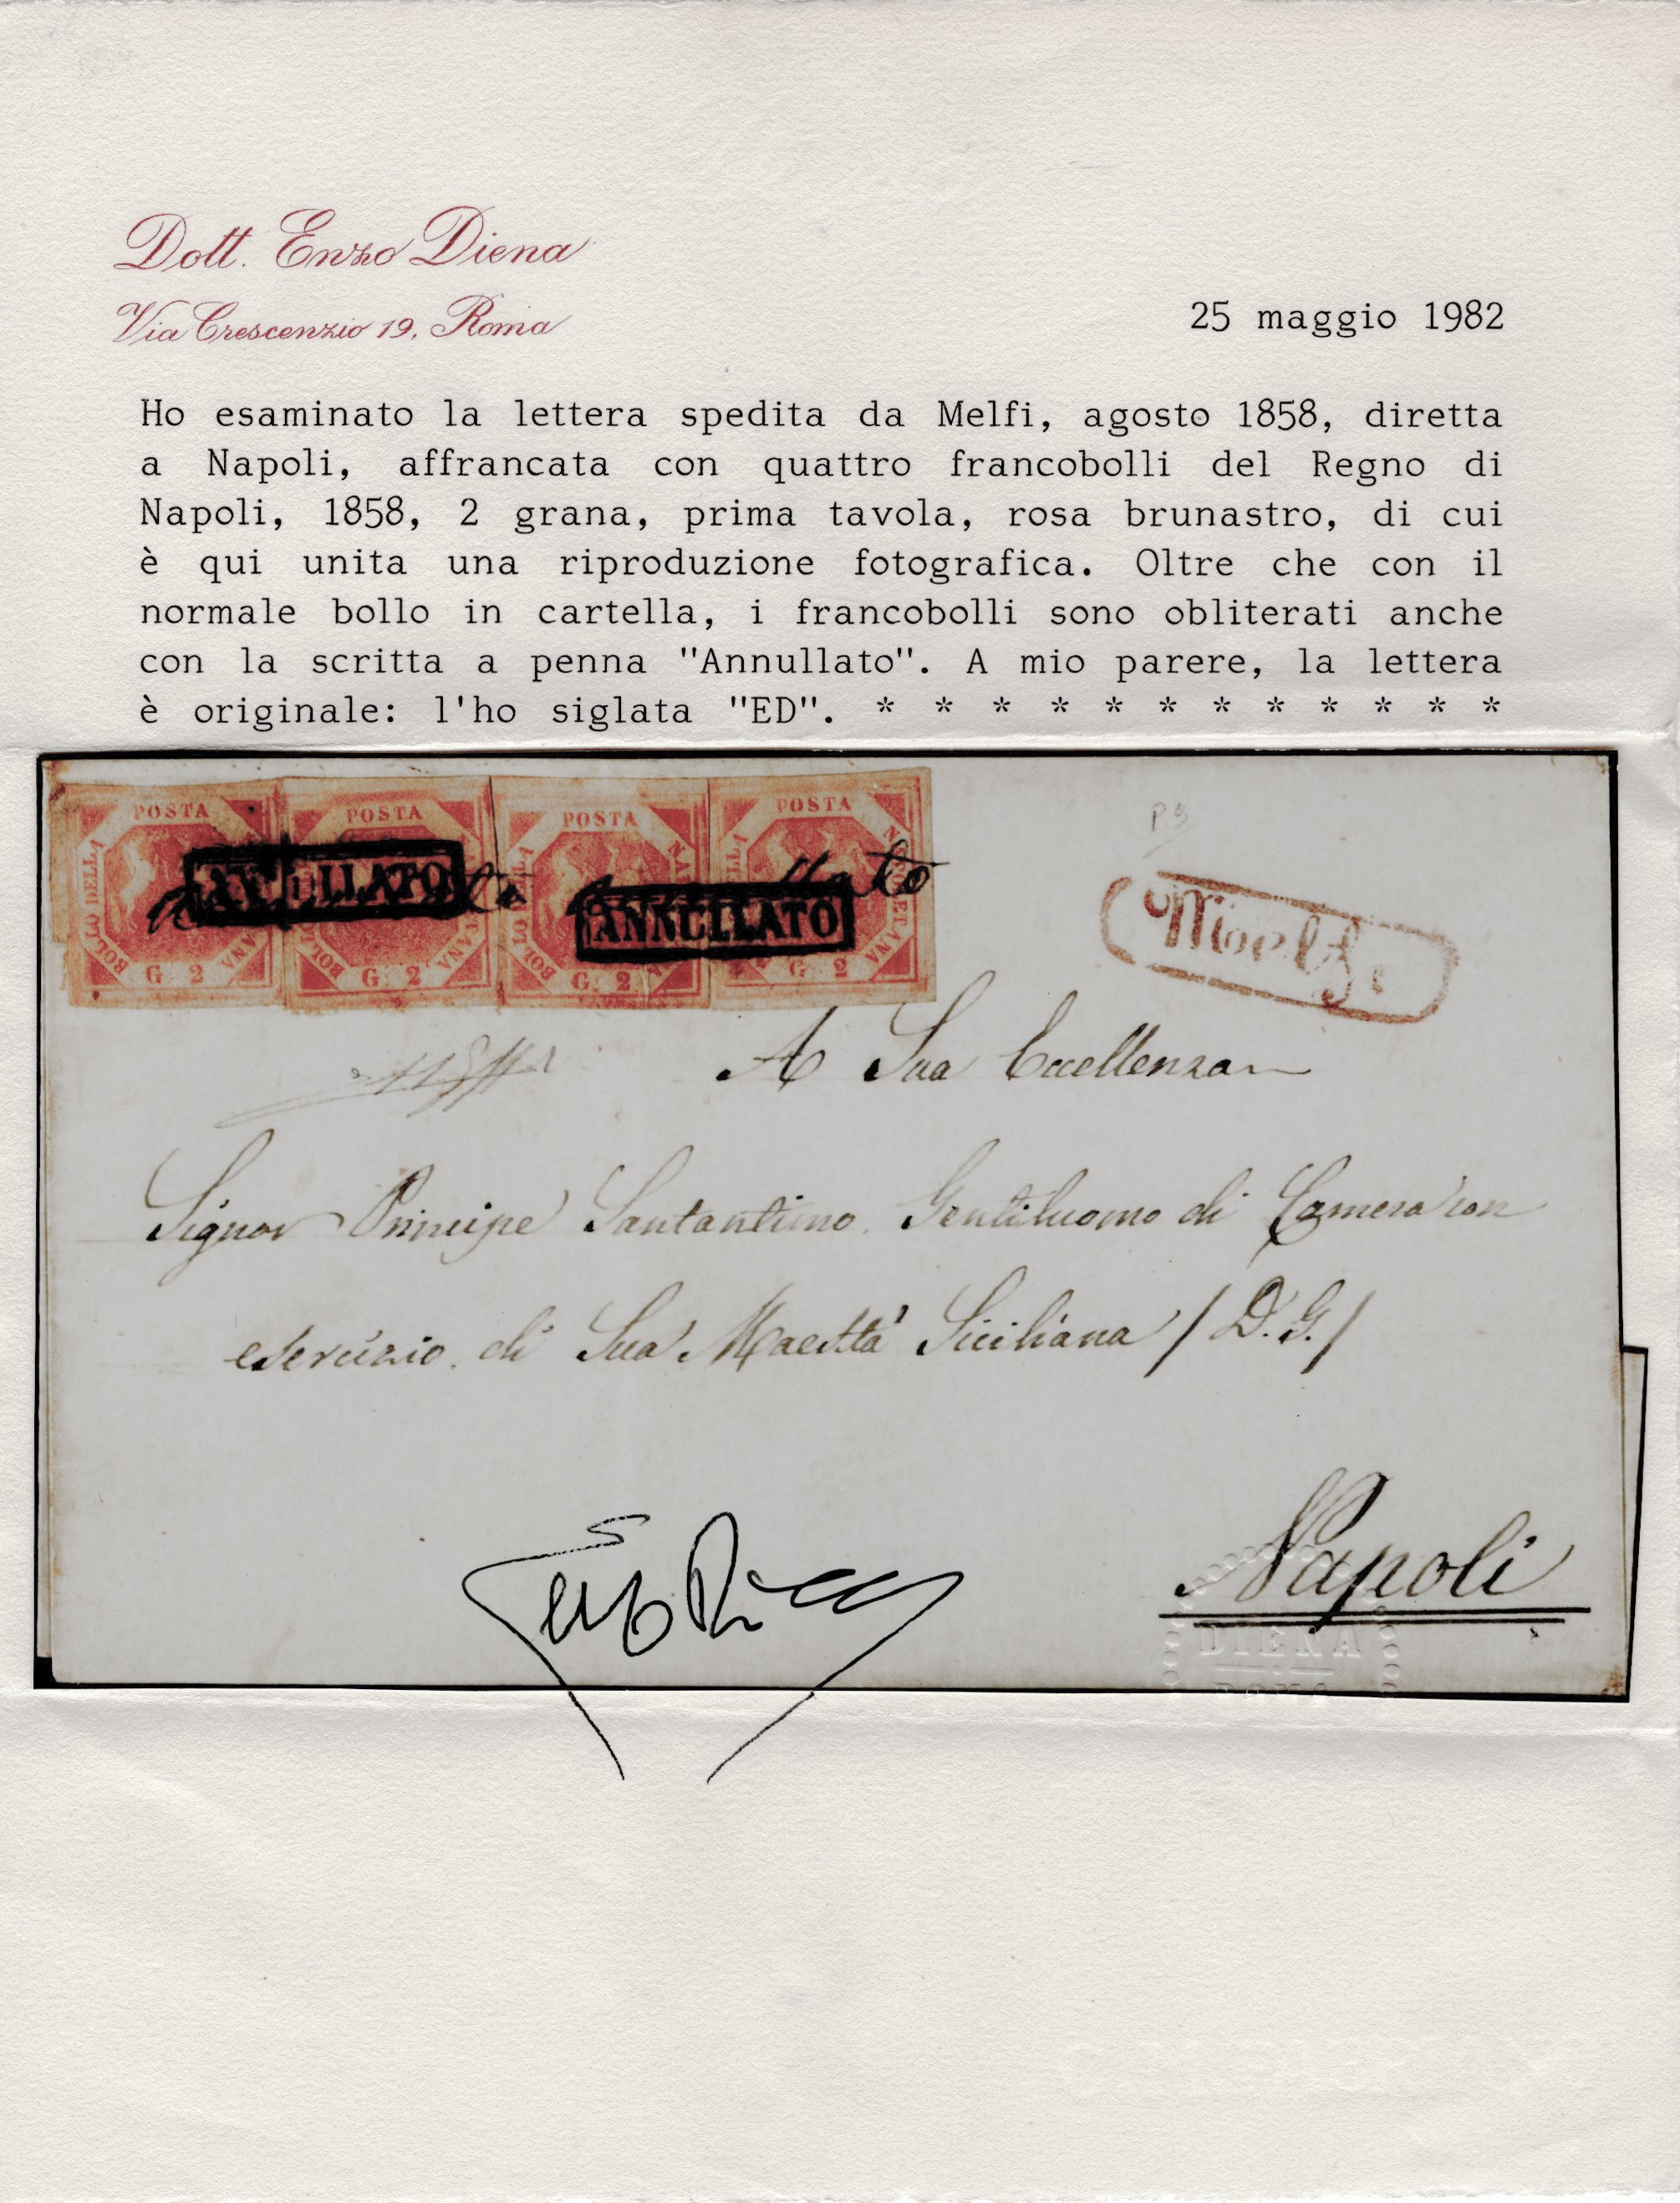 Dott. Enzo Diena
Via Crescenzio 19, Roma
25 maggio 1982
Ho esaminato la lettera spedita da Melfi, agosto 1858, diretta
a Napoli, affrancata con quattro francobolli del Regno di
Napoli, 1858, 2 grana, prima tavola, rosa brunastro, di cui
è qui unita una riproduzione fotografica. Oltre che con il
normale bollo in cartella, i francobolli sono obliterati anche
con la scritta a penna "Annullato". A mio parere, la lettera
è originale: l'ho siglata "ED". * * * * * * * * * * * *
POSTA POSTA POSTA POSTA
BOLLO DELLA
ANNULLATO
ANNULLATO
G. 2 G. 2 G. 2 G. 2
A Sua Eccellenza
Signor Principe Santantimo Gentiluomo di Camera con
esercizio di Sua Maestà Siciliana / D. G. /
Napoli
DIENA
ROMA